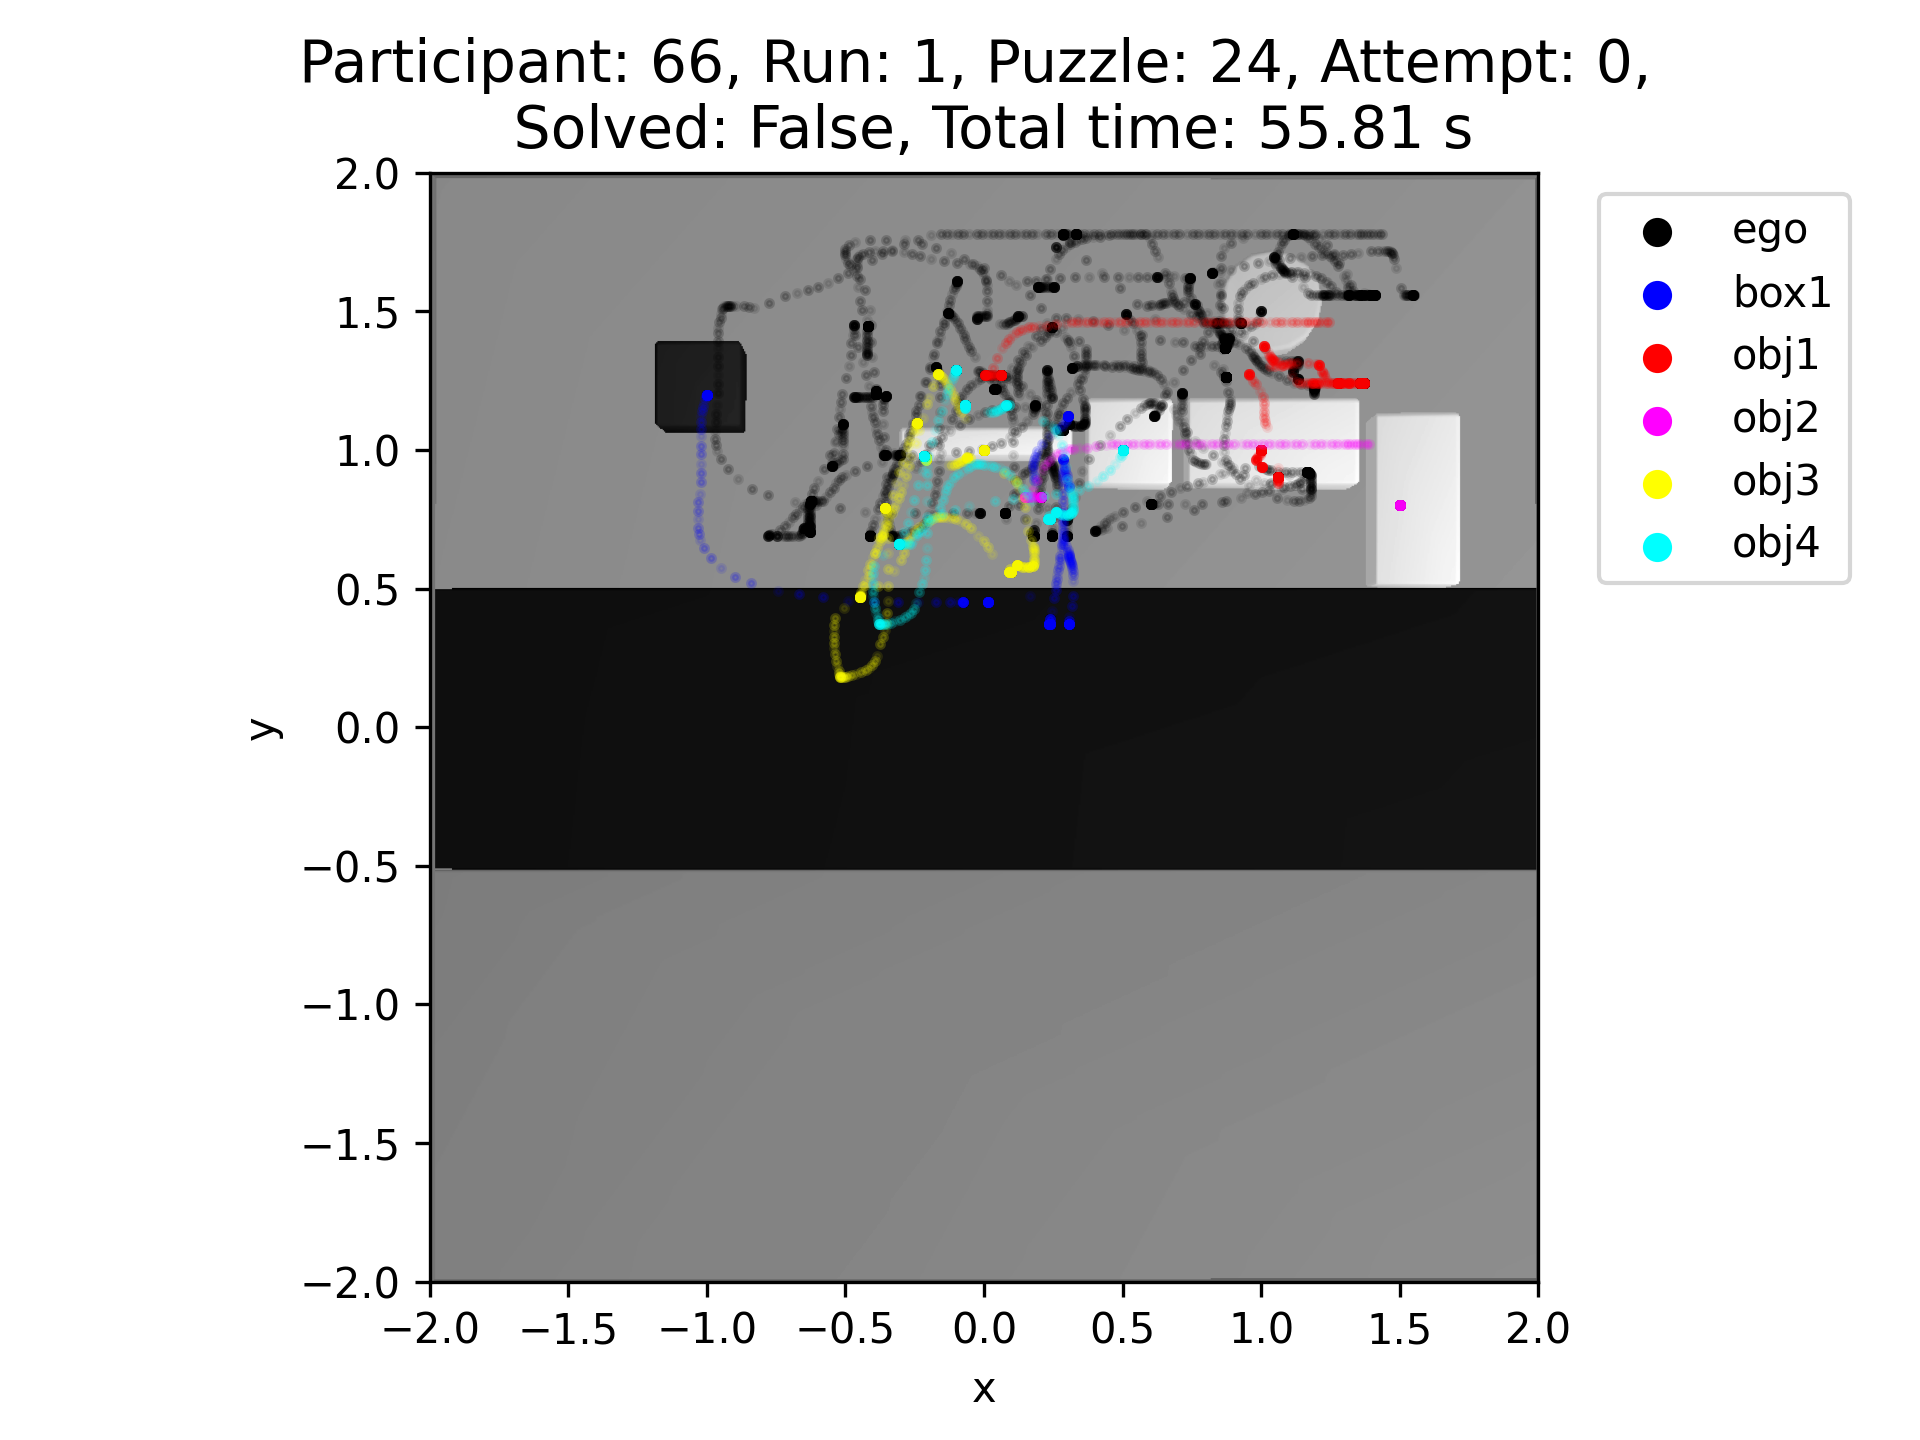 Participant: 66, Run: 1, Puzzle: 24, Attempt: 0,
Solved: False, Total time: 55.81 s
2.0
1.5
1.0
0.5
0.0
−0.5
−1.0
−1.5
−2.0
y
−2.0 −1.5 −1.0 −0.5 0.0 0.5 1.0 1.5 2.0
x
ego
box1
obj1
obj2
obj3
obj4